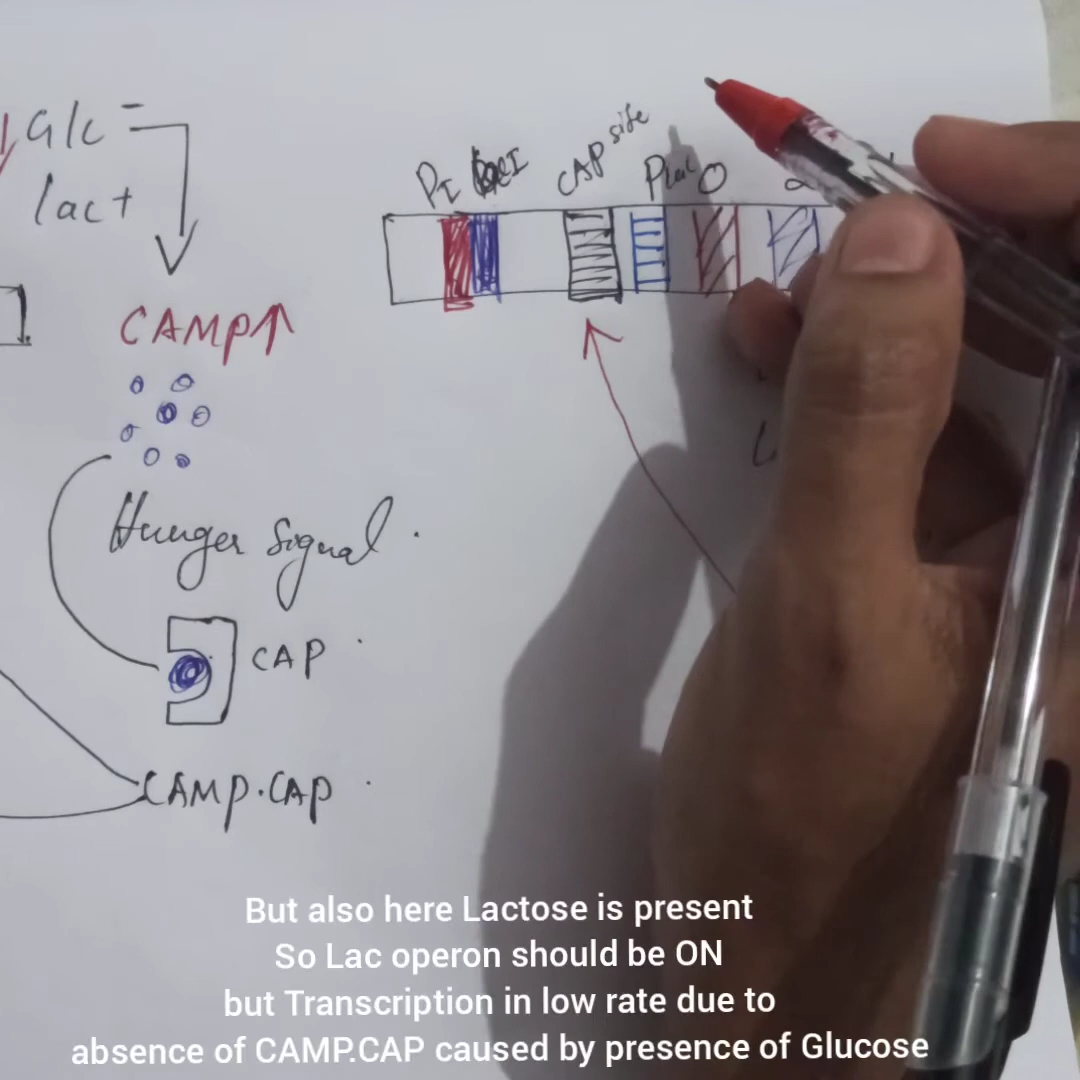 Glc -
lac +
CAMP↑
Hunger Signal .
CAP
CAMP.CAP
PI
I
CAP site
Plac O
But also here Lactose is present
So Lac operon should be ON
but Transcription in low rate due to
absence of CAMP.CAP caused by presence of Glucose